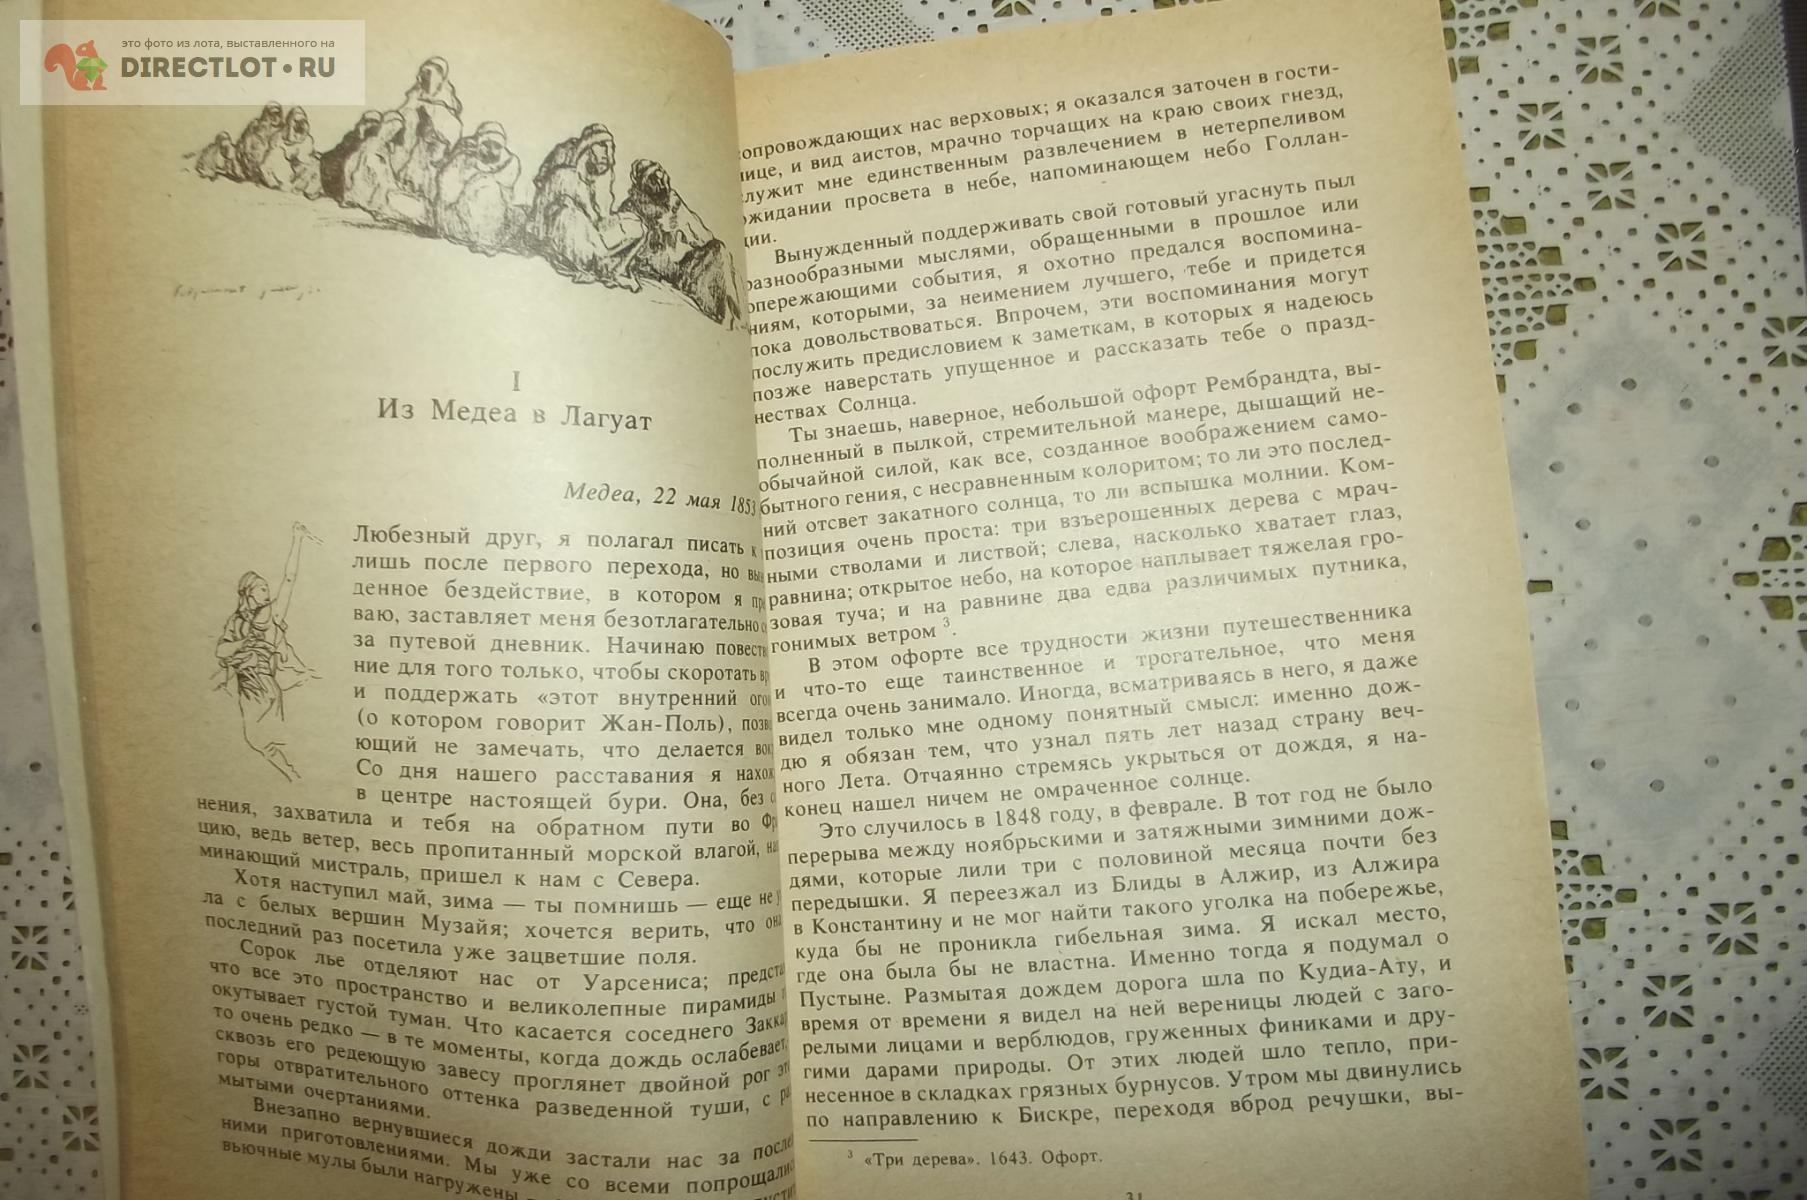 это фото из лота, выставленного на
DIRECTLOT.RU
I
Из Медеа в Лагуат
Медеа, 22 мая 1853
Любезный друг, я полагал писать к
лишь после первого перехода, но вын
денное бездействие, в котором я пре
ваю, заставляет меня безотлагательно
за путевой дневник. Начинаю повест
ние для того только, чтобы скоротать вр
и поддержать «этот внутренний огон
(о котором говорит Жан-Поль), позво
ющий не замечать, что делается вок
Со дня нашего расставания я нахож
в центре настоящей бури. Она, без с
нения, захватила и тебя на обратном пути во Фр
цию, ведь ветер, весь пропитанный морской влагой, нап
минающий мистраль, пришел к нам с Севера.
Хотя наступил май, зима — ты помнишь — еще не у
ла с белых вершин Музайя; хочется верить, что она
последний раз посетила уже зацветшие поля.
Сорок лье отделяют нас от Уарсениса; предста
что все это пространство и великолепные пирамиды
окутывает густой туман. Что касается соседнего Заккар
то очень редко — в те моменты, когда дождь ослабевает,
сквозь его редеющую завесу проглянет двойной рог это
горы отвратительного оттенка разведенной туши, с ра
мытыми очертаниями.
Внезапно вернувшиеся дожди застали нас за после
ними приготовлениями. Мы уже со всеми попрощались
вьючные мулы были нагружены
опровождающих нас верховых; я оказался заточен в гости-
нице, и вид аистов, мрачно торчащих на краю своих гнезд,
служит мне единственным развлечением в нетерпеливом
ожидании просвета в небе, напоминающем небо Голлан-
дии.
Вынужденный поддерживать свой готовый угаснуть пыл
разнообразными мыслями, обращенными в прошлое или
опережающими события, я охотно предался воспомина-
ниям, которыми, за неимением лучшего, тебе и придется
пока довольствоваться. Впрочем, эти воспоминания могут
послужить предисловием к заметкам, в которых я надеюсь
позже наверстать упущенное и рассказать тебе о празд-
нествах Солнца.
Ты знаешь, наверное, небольшой офорт Рембрандта, вы-
полненный в пылкой, стремительной манере, дышащий не-
обычайной силой, как все, созданное воображением само-
бытного гения, с несравненным колоритом; то ли это послед-
ний отсвет закатного солнца, то ли вспышка молнии. Ком-
позиция очень проста: три взъерошенных дерева с мрач-
ными стволами и листвой; слева, насколько хватает глаз,
равнина; открытое небо, на которое наплывает тяжелая гро-
зовая туча; и на равнине два едва различимых путника,
гонимых ветром ³.
В этом офорте все трудности жизни путешественника
и что-то еще таинственное и трогательное, что меня
всегда очень занимало. Иногда, всматриваясь в него, я даже
видел только мне одному понятный смысл: именно дож-
дю я обязан тем, что узнал пять лет назад страну веч-
ного Лета. Отчаянно стремясь укрыться от дождя, я на-
конец нашел ничем не омраченное солнце.
Это случилось в 1848 году, в феврале. В тот год не было
перерыва между ноябрьскими и затяжными зимними дож-
дями, которые лили три с половиной месяца почти без
передышки. Я переезжал из Блиды в Алжир, из Алжира
в Константину и не мог найти такого уголка на побережье,
куда бы не проникла гибельная зима. Я искал место,
где она была бы не властна. Именно тогда я подумал о
Пустыне. Размытая дождем дорога шла по Кудиа-Ату, и
время от времени я видел на ней вереницы людей с заго-
релыми лицами и верблюдов, груженных финиками и дру-
гими дарами природы. От этих людей шло тепло, при-
несенное в складках грязных бурнусов. Утром мы двинулись
по направлению к Бискре, переходя вброд речушки, вы-
³ «Три дерева». 1643. Офорт.
31